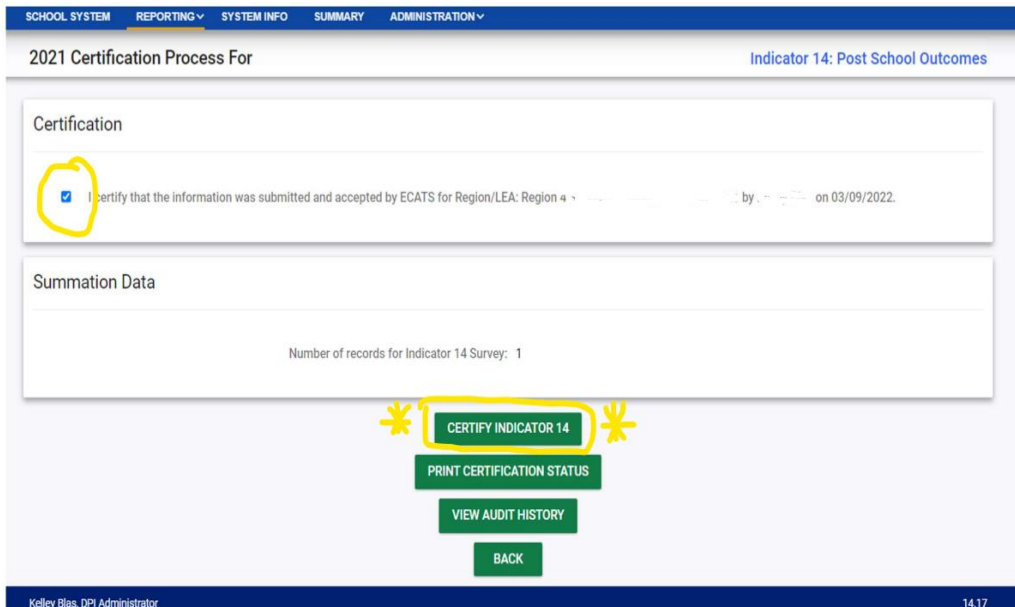 SCHOOL SYSTEM REPORTING SYSTEM INFO SUMMARY ADMINISTRATION
2021 Certification Process For Indicator 14: Post School Outcomes
Certification
I certify that the information was submitted and accepted by ECATS for Region/LEA: Region 4 by on 03/09/2022.
Summation Data
Number of records for Indicator 14 Survey: 1
CERTIFY INDICATOR 14
PRINT CERTIFICATION STATUS
VIEW AUDIT HISTORY
BACK
Kelley Blas, DPI Administrator 14.17